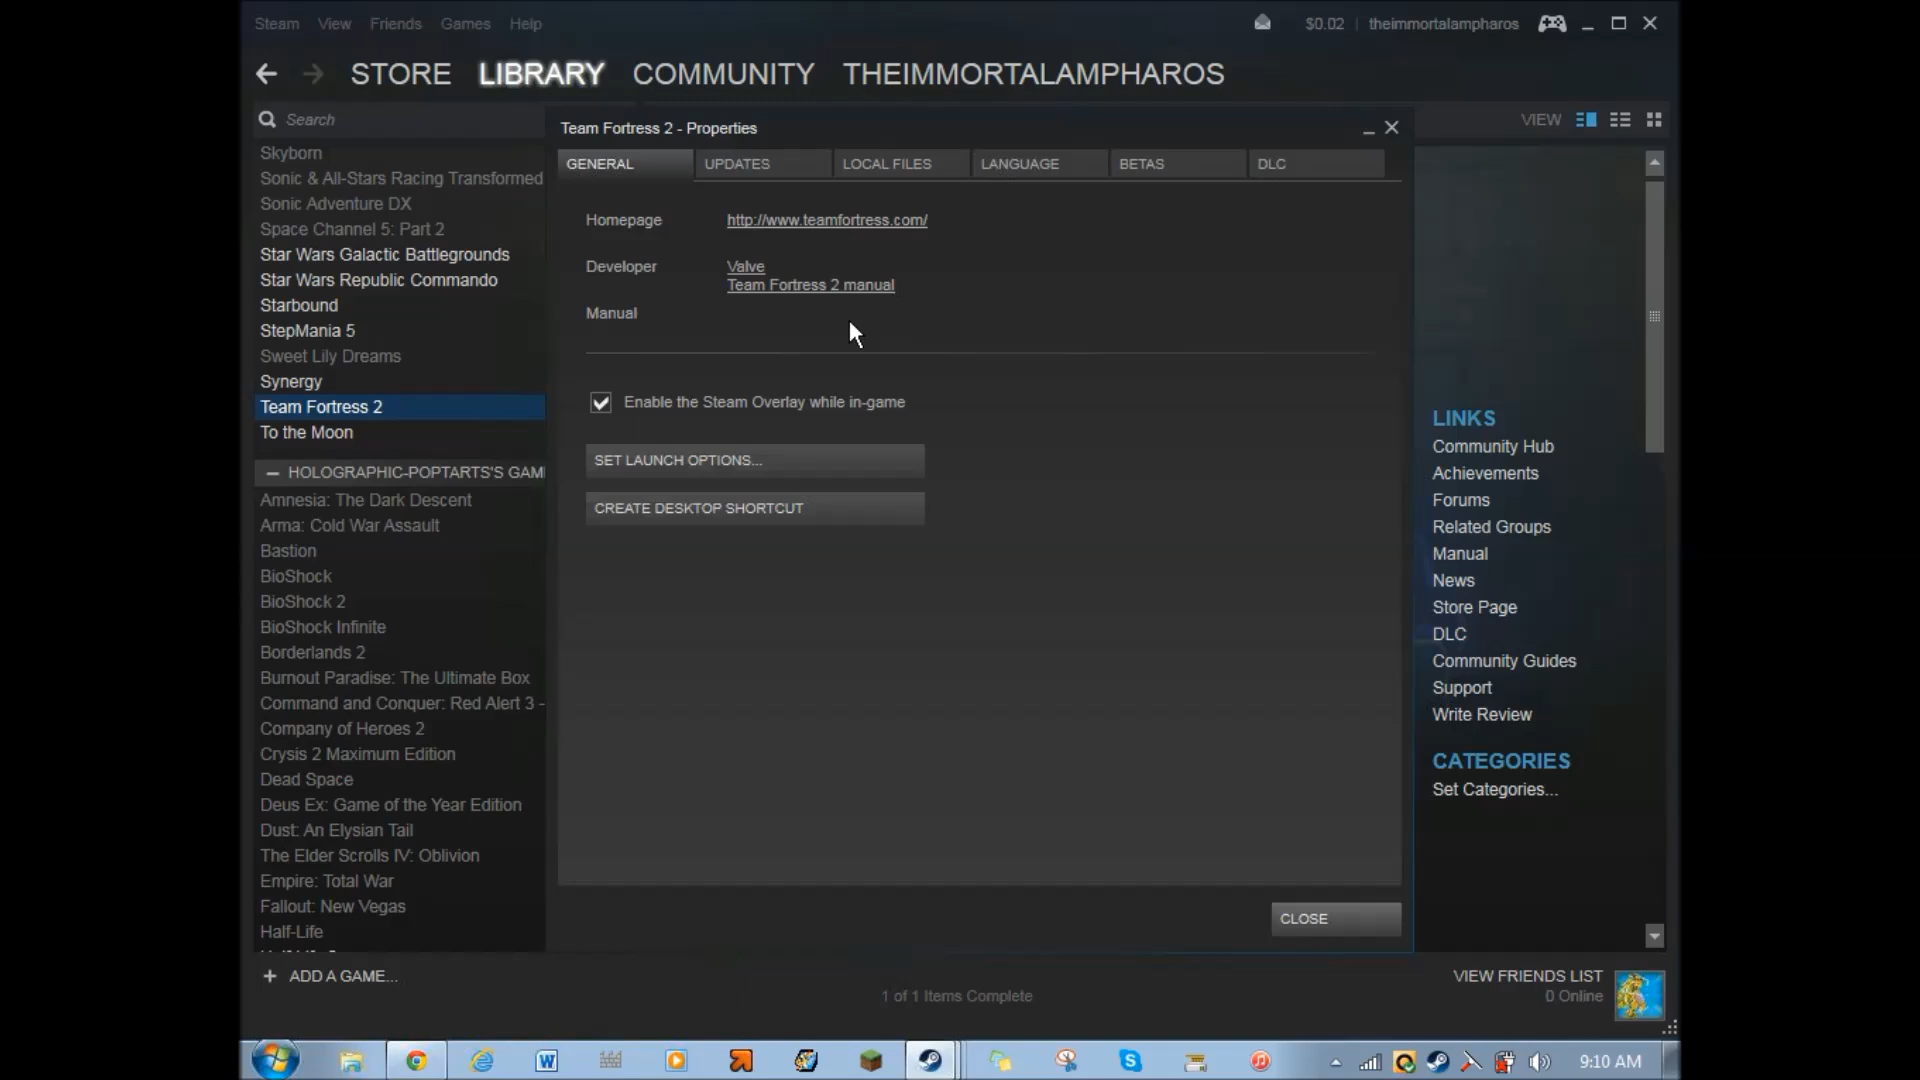 Steam View Friends Games Help
$0.02 | theimmortalampharos
STORE LIBRARY COMMUNITY THEIMMORTALAMPHAROS
Search
VIEW
Skyborn
Sonic & All-Stars Racing Transformed
Sonic Adventure DX
Space Channel 5: Part 2
Star Wars Galactic Battlegrounds
Star Wars Republic Commando
Starbound
StepMania 5
Sweet Lily Dreams
Synergy
Team Fortress 2
To the Moon
HOLOGRAPHIC-POPTARTS'S GAM
Amnesia: The Dark Descent
Arma: Cold War Assault
Bastion
BioShock
BioShock 2
BioShock Infinite
Borderlands 2
Burnout Paradise: The Ultimate Box
Command and Conquer: Red Alert 3 -
Company of Heroes 2
Crysis 2 Maximum Edition
Dead Space
Deus Ex: Game of the Year Edition
Dust: An Elysian Tail
The Elder Scrolls IV: Oblivion
Empire: Total War
Fallout: New Vegas
Half-Life
+ ADD A GAME...
Team Fortress 2 - Properties
GENERAL UPDATES LOCAL FILES LANGUAGE BETAS DLC
Homepage http://www.teamfortress.com/
Developer Valve
Team Fortress 2 manual
Manual
Enable the Steam Overlay while in-game
SET LAUNCH OPTIONS...
CREATE DESKTOP SHORTCUT
CLOSE
LINKS
Community Hub
Achievements
Forums
Related Groups
Manual
News
Store Page
DLC
Community Guides
Support
Write Review
CATEGORIES
Set Categories...
1 of 1 Items Complete
VIEW FRIENDS LIST
0 Online
9:10 AM